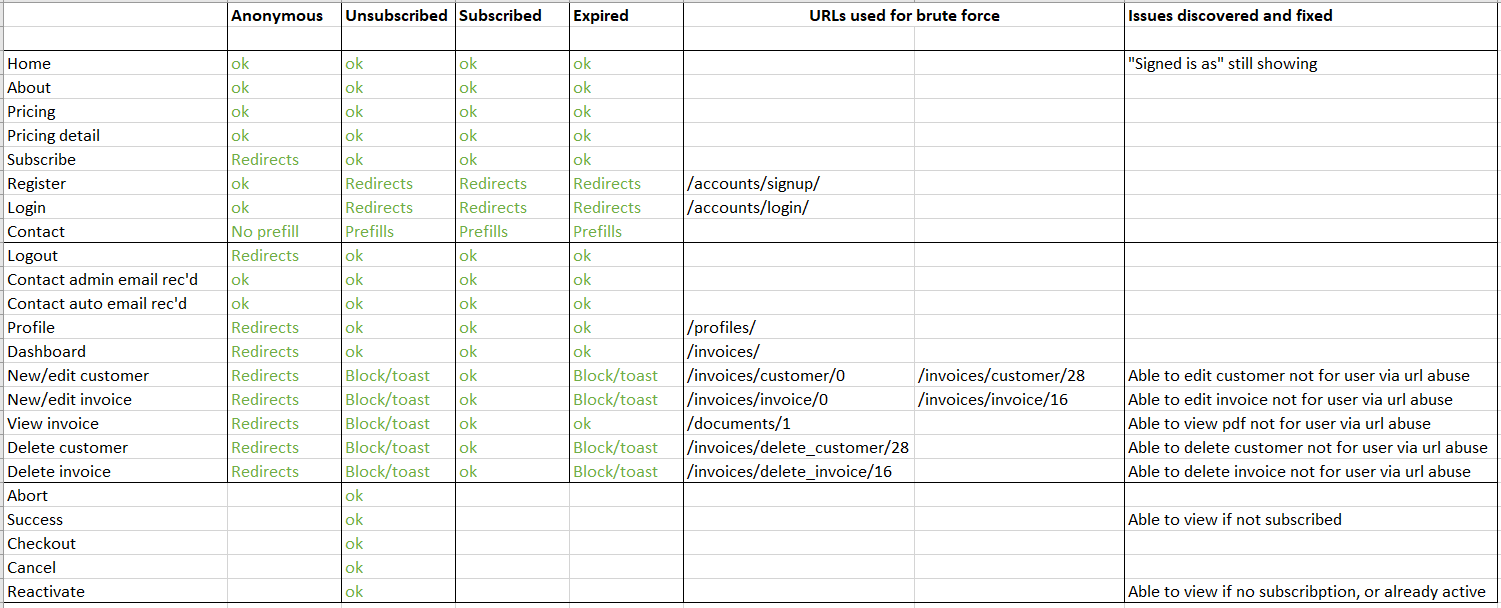 Anonymous Unsubscribed Subscribed Expired URLs used for brute force Issues discovered and fixed
Home ok ok ok ok "Signed is as" still showing
About ok ok ok ok
Pricing ok ok ok ok
Pricing detail ok ok ok ok
Subscribe Redirects ok ok ok
Register ok Redirects Redirects Redirects /accounts/signup/
Login ok Redirects Redirects Redirects /accounts/login/
Contact No prefill Prefills Prefills Prefills
Logout Redirects ok ok ok
Contact admin email rec'd ok ok ok ok
Contact auto email rec'd ok ok ok ok
Profile Redirects ok ok ok /profiles/
Dashboard Redirects ok ok ok /invoices/
New/edit customer Redirects Block/toast ok Block/toast /invoices/customer/0 /invoices/customer/28 Able to edit customer not for user via url abuse
New/edit invoice Redirects Block/toast ok Block/toast /invoices/invoice/0 /invoices/invoice/16 Able to edit invoice not for user via url abuse
View invoice Redirects Block/toast ok ok /documents/1 Able to view pdf not for user via url abuse
Delete customer Redirects Block/toast ok Block/toast /invoices/delete_customer/28 Able to delete customer not for user via url abuse
Delete invoice Redirects Block/toast ok Block/toast /invoices/delete_invoice/16 Able to delete invoice not for user via url abuse
Abort ok
Success ok Able to view if not subscribed
Checkout ok
Cancel ok
Reactivate ok Able to view if no subscribption, or already active